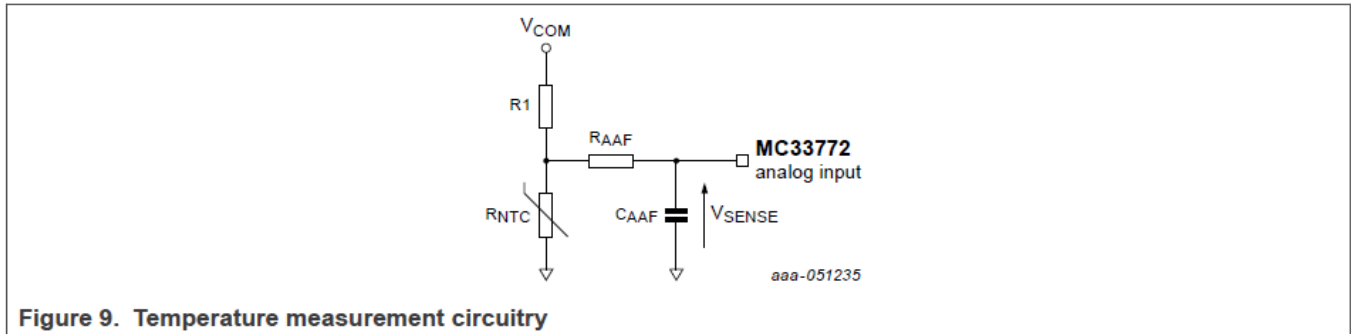 VCOM
R1
RAAF
MC33772
analog input
RNTC
CAAF
VSENSE
aaa-051235
Figure 9. Temperature measurement circuitry